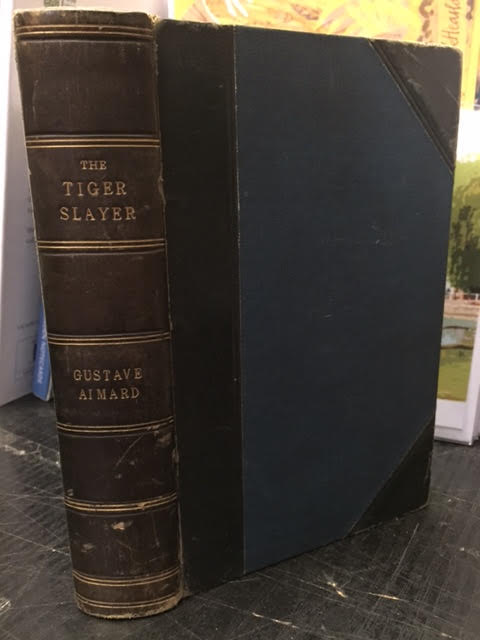 THE
TIGER
SLAYER
GUSTAVE
AIMARD